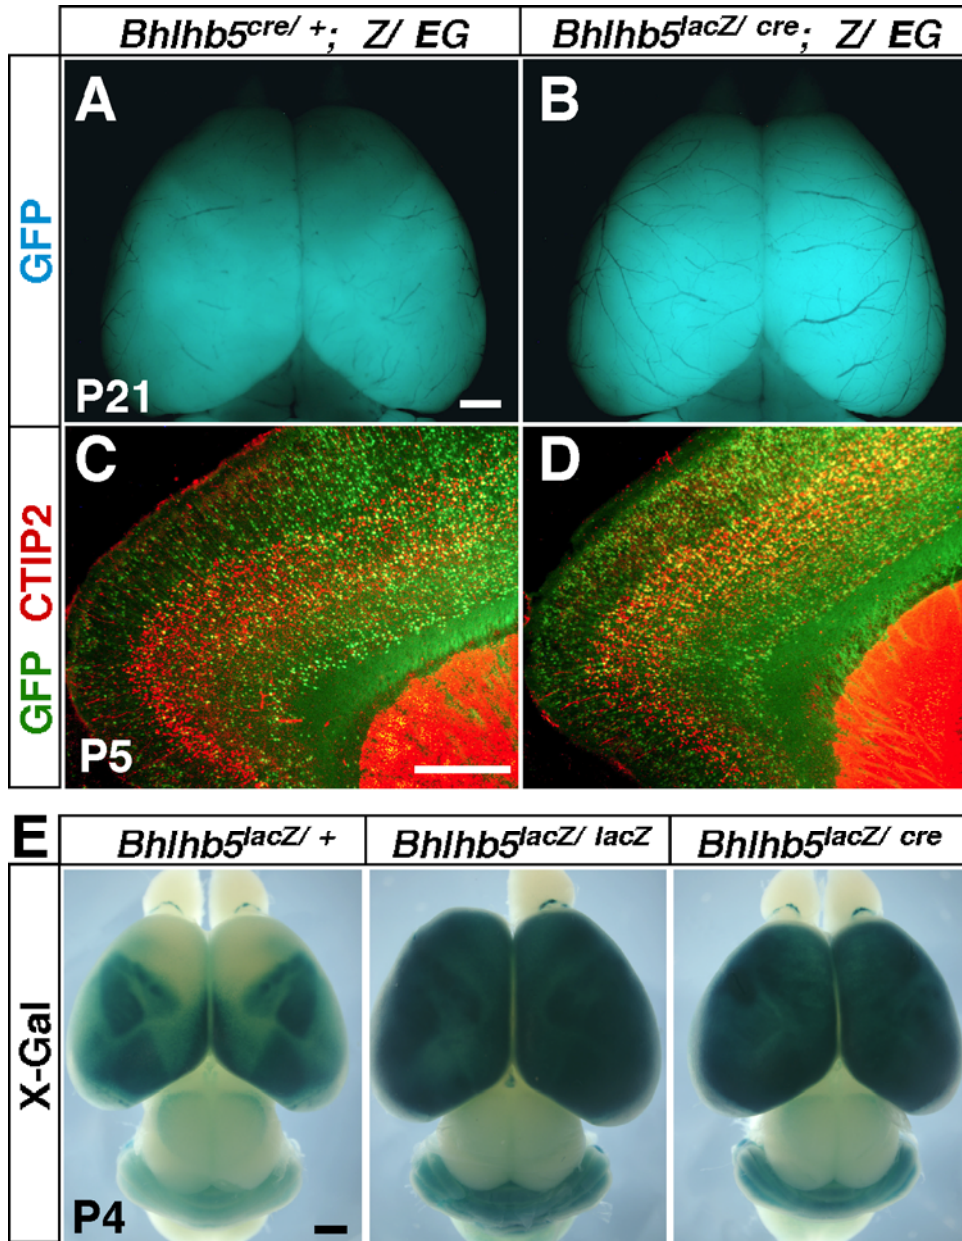 Bhlhb5cre/ +; Z/ EG
Bhlhb5lacZ/ cre; Z/ EG
GFP
A
B
P21
GFP CTIP2
C
D
P5
E
Bhlhb5lacZ/ +
Bhlhb5lacZ/ lacZ
Bhlhb5lacZ/ cre
X-Gal
P4